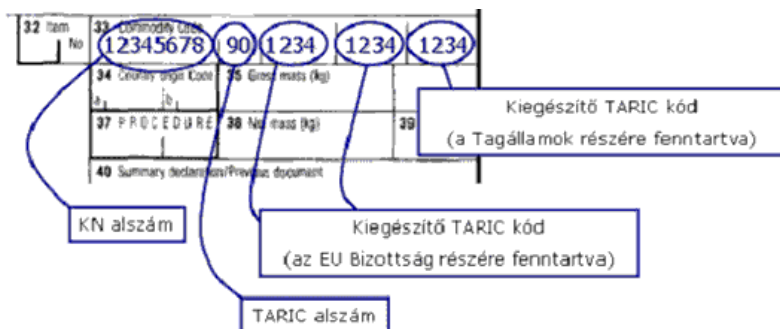 32 Item No
33 Commodity Code
12345678 90 1234 1234 1234
34 Country origin Code
a b
35 Gross mass (kg)
37 PROCEDURE
38 Net mass (kg)
39
40 Summary declaration/Previous document
Kiegészítő TARIC kód
(a Tagállamok részére fenntartva)
KN alszám
Kiegészítő TARIC kód
(az EU Bizottság részére fenntartva)
TARIC alszám